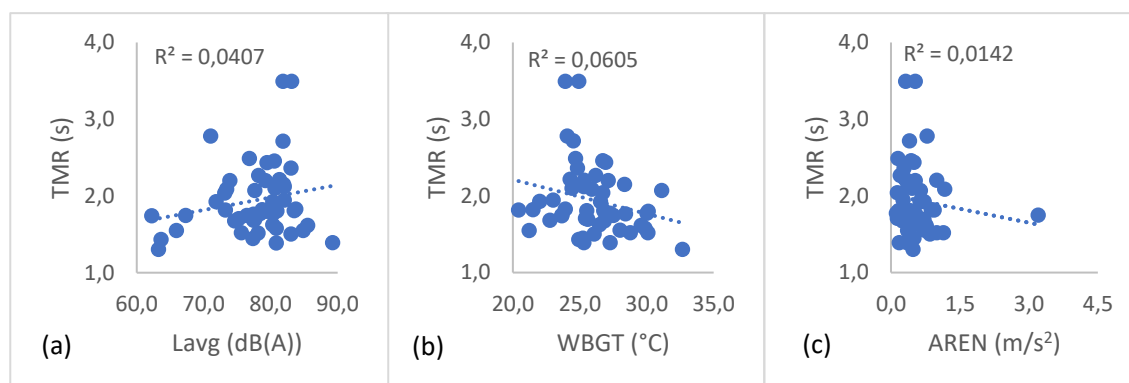 R² = 0,0407
4,0
3,0
2,0
1,0
TMR (s)
60,0 70,0 80,0 90,0
(a) Lavg (dB(A))
R² = 0,0605
4,0
3,0
2,0
1,0
TMR (s)
20,0 25,0 30,0 35,0
(b) WBGT (°C)
R² = 0,0142
4,0
3,0
2,0
1,0
TMR (s)
0,0 1,5 3,0 4,5
(c) AREN (m/s²)